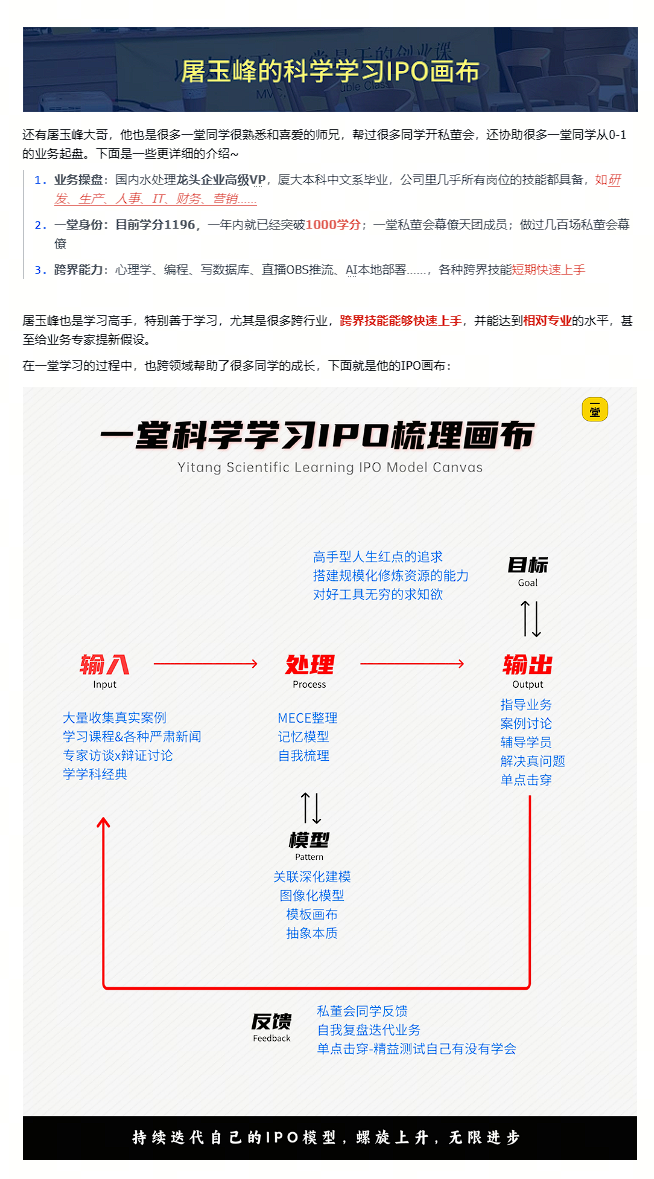 屠玉峰的科学学习IPO画布
还有屠玉峰大哥，他也是很多一堂同学很熟悉和喜爱的师兄，帮过很多同学开私董会，还协助很多一堂同学从0-1
的业务起盘。下面是一些更详细的介绍~
1. 业务操盘：国内水处理龙头企业高级VP，厦大本科中文系毕业，公司里几乎所有岗位的技能都具备，如研
发、生产、人事、IT、财务、营销……
2. 一堂身份：目前学分1196，一年内就已经突破1000学分；一堂私董会幕僚天团成员；做过几百场私董会幕
僚
3. 跨界能力：心理学、编程、写数据库、直播OBS推流、AI本地部署……，各种跨界技能短期快速上手
屠玉峰也是学习高手，特别善于学习，尤其是很多跨行业，跨界技能能够快速上手，并能达到相对专业的水平，甚
至给业务专家提新假设。
在一堂学习的过程中，也跨领域帮助了很多同学的成长，下面就是他的IPO画布：
一堂
一堂科学学习IPO梳理画布
Yitang Scientific Learning IPO Model Canvas
高手型人生红点的追求
搭建规模化修炼资源的能力
对好工具无穷的求知欲
目标
Goal
输入
Input
处理
Process
输出
Output
大量收集真实案例
学习课程&各种严肃新闻
专家访谈x辩证讨论
学学科经典
MECE整理
记忆模型
自我梳理
指导业务
案例讨论
辅导学员
解决真问题
单点击穿
模型
Pattern
关联深化建模
图像化模型
模板画布
抽象本质
反馈
Feedback
私董会同学反馈
自我复盘迭代业务
单点击穿-精益测试自己有没有学会
持续迭代自己的IPO模型，螺旋上升，无限进步